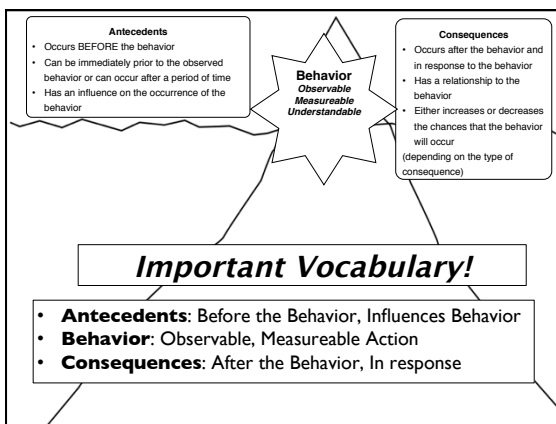 Antecedents
• Occurs BEFORE the behavior
• Can be immediately prior to the observed
behavior or can occur after a period of time
• Has an influence on the occurrence of the
behavior
Behavior
Observable
Measureable
Understandable
Consequences
• Occurs after the behavior and
in response to the behavior
• Has a relationship to the
behavior
• Either increases or decreases
the chances that the behavior
will occur
(depending on the type of
consequence)
Important Vocabulary!
• Antecedents: Before the Behavior, Influences Behavior
• Behavior: Observable, Measureable Action
• Consequences: After the Behavior, In response